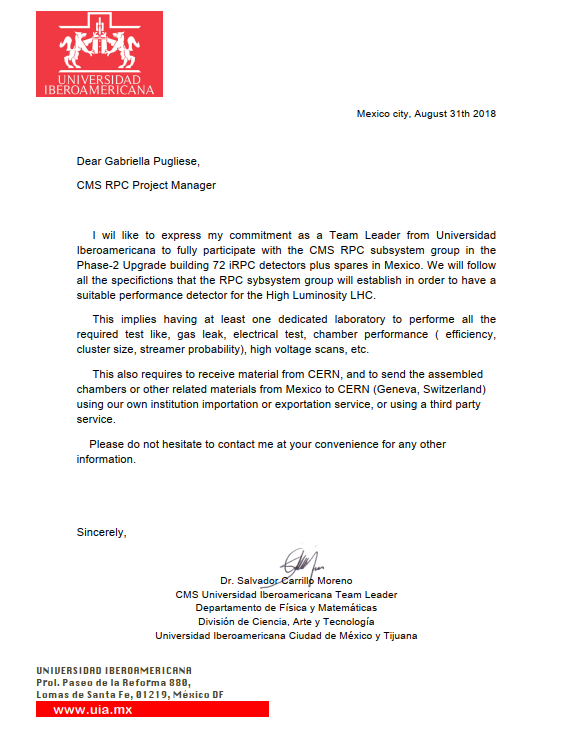 UNIVERSIDAD
IBEROAMERICANA
Mexico city, August 31th 2018
Dear Gabriella Pugliese,
CMS RPC Project Manager
I wil like to express my commitment as a Team Leader from Universidad
Iberoamericana to fully participate with the CMS RPC subsystem group in the
Phase-2 Upgrade building 72 iRPC detectors plus spares in Mexico. We will follow
all the specifictions that the RPC sybsystem group will establish in order to have a
suitable performance detector for the High Luminosity LHC.
This implies having at least one dedicated laboratory to performe all the
required test like, gas leak, electrical test, chamber performance ( efficiency,
cluster size, streamer probability), high voltage scans, etc.
This also requires to receive material from CERN, and to send the assembled
chambers or other related materials from Mexico to CERN (Geneva, Switzerland)
using our own institution importation or exportation service, or using a third party
service.
Please do not hesitate to contact me at your convenience for any other
information.
Sincerely,
Dr. Salvador Carrillo Moreno
CMS Universidad Iberoamericana Team Leader
Departamento de Física y Matemáticas
División de Ciencia, Arte y Tecnología
Universidad Iberoamericana Ciudad de México y Tijuana
UNIVERSIDAD IBEROAMERICANA
Prol. Paseo de la Reforma 880,
Lomas de Santa Fe, 01219, México DF
www.uia.mx